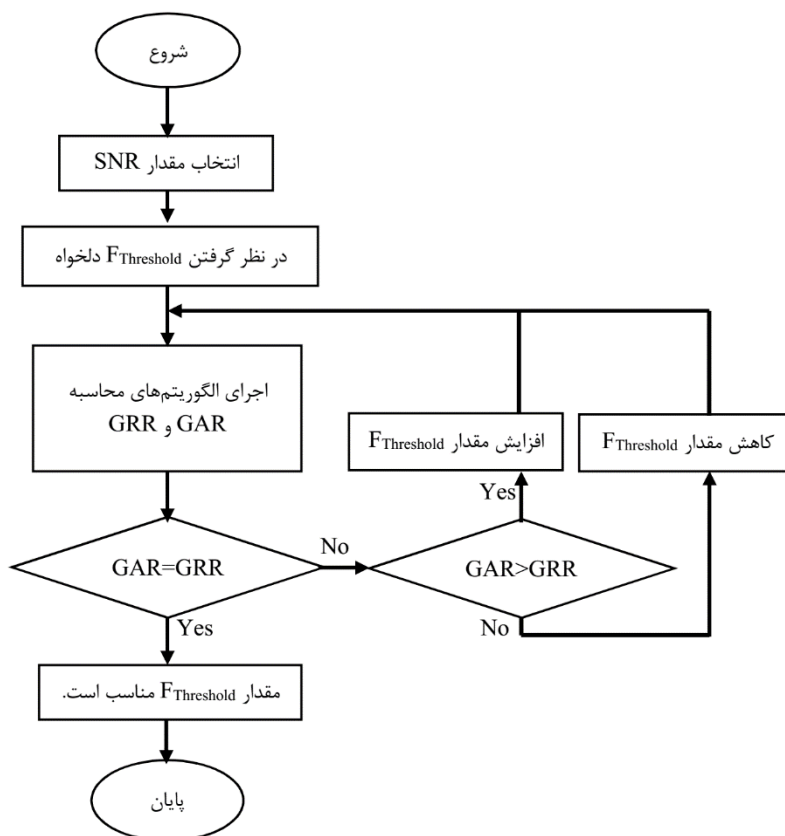 شروع
انتخاب مقدار SNR
در نظر گرفتن FThreshold دلخواه
اجرای الگوریتم‌های محاسبه
GAR و GRR
افزایش مقدار FThreshold
کاهش مقدار FThreshold
Yes
GAR=GRR
No
GAR>GRR
Yes
No
مقدار FThreshold مناسب است.
پایان